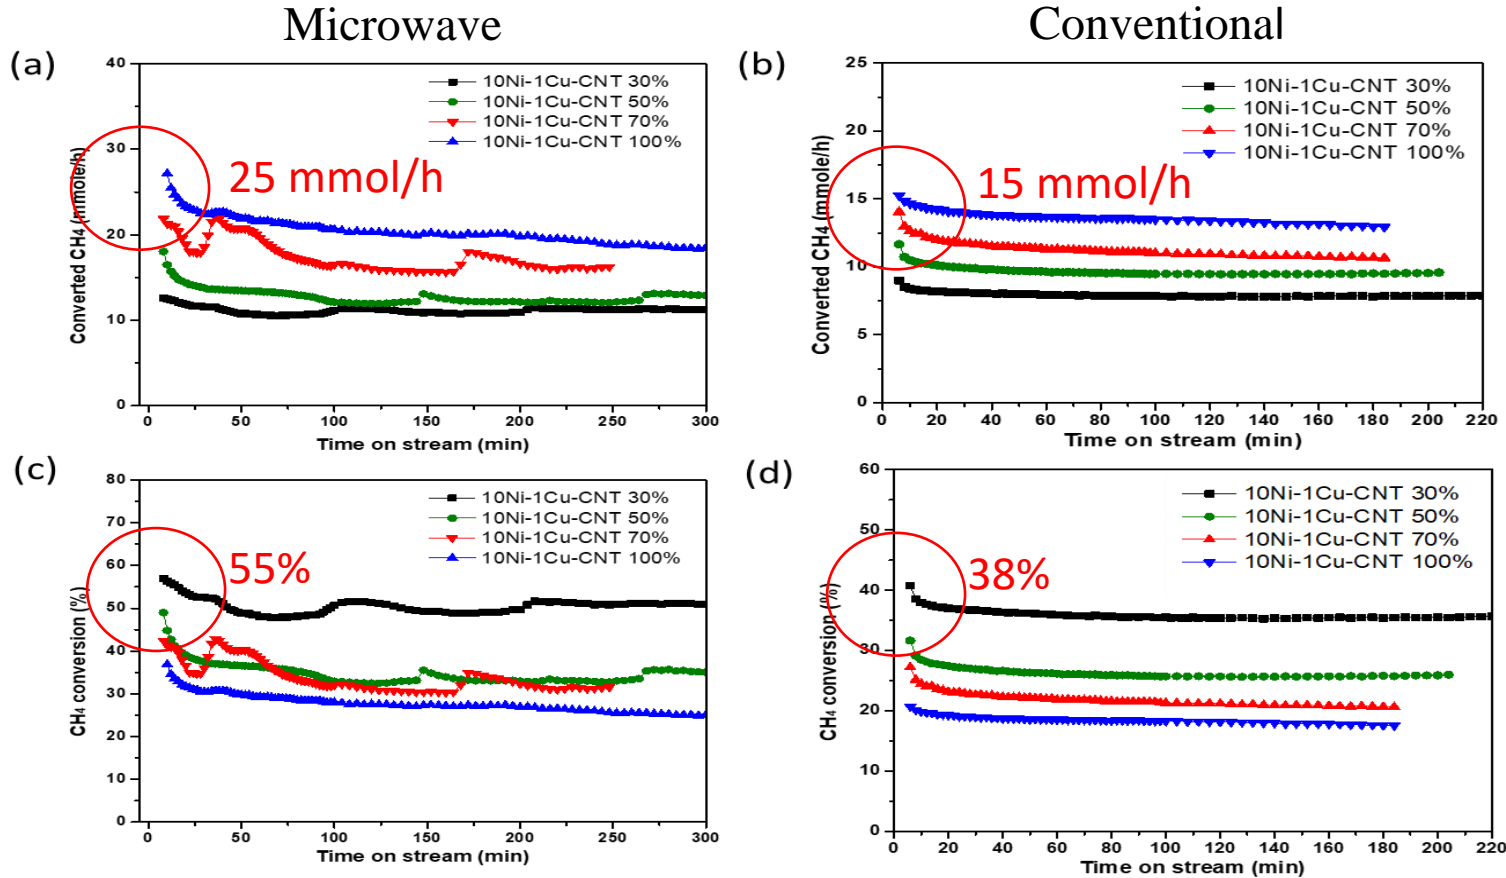 Microwave
Conventional
(a)
40
30
20
10
0
Converted CH4 (mmole/h)
10Ni-1Cu-CNT 30%
10Ni-1Cu-CNT 50%
10Ni-1Cu-CNT 70%
10Ni-1Cu-CNT 100%
25 mmol/h
0 50 100 150 200 250 300
Time on stream (min)
(b)
25
20
15
10
5
0
Converted CH4 (mmole/h)
10Ni-1Cu-CNT 30%
10Ni-1Cu-CNT 50%
10Ni-1Cu-CNT 70%
10Ni-1Cu-CNT 100%
15 mmol/h
0 20 40 60 80 100 120 140 160 180 200 220
Time on stream (min)
(c)
80
70
60
50
40
30
20
10
0
CH₄ conversion (%)
10Ni-1Cu-CNT 30%
10Ni-1Cu-CNT 50%
10Ni-1Cu-CNT 70%
10Ni-1Cu-CNT 100%
55%
0 50 100 150 200 250 300
Time on stream (min)
(d)
60
50
40
30
20
10
0
CH₄ conversion (%)
10Ni-1Cu-CNT 30%
10Ni-1Cu-CNT 50%
10Ni-1Cu-CNT 70%
10Ni-1Cu-CNT 100%
38%
0 20 40 60 80 100 120 140 160 180 200 220
Time on stream (min)